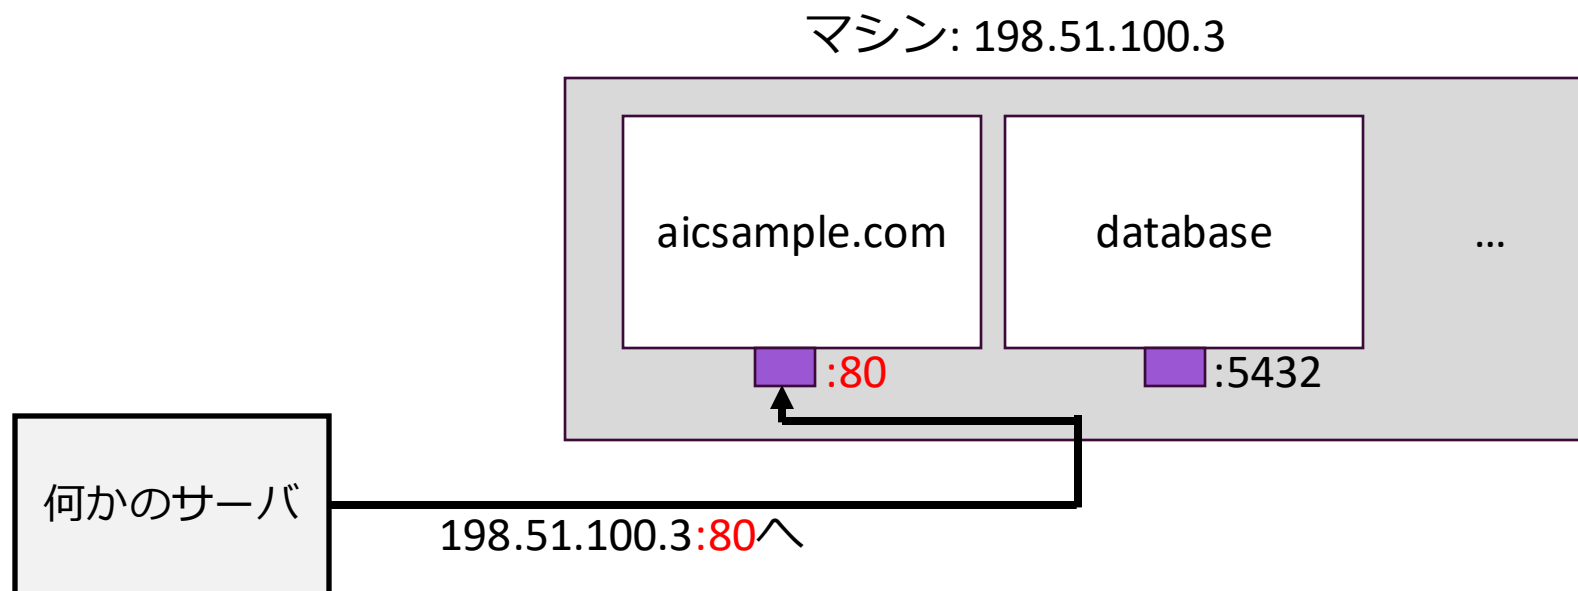 マシン: 198.51.100.3
aicsample.com
database
...
:80
:5432
何かのサーバ
198.51.100.3:80へ